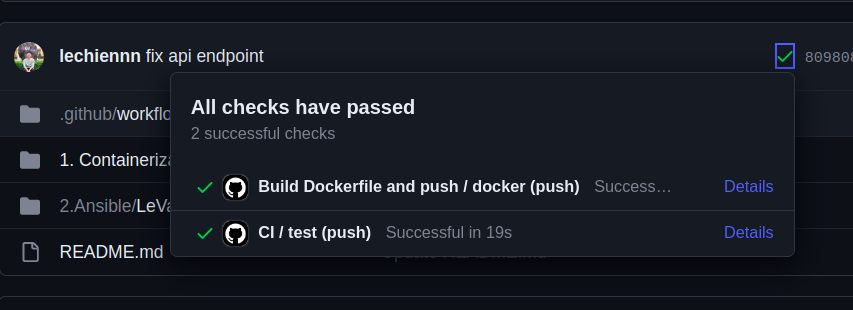 lechiennn fix api endpoint
80980
All checks have passed
.github/workflo
2 successful checks
1. Containeriza
Build Dockerfile and push / docker (push) Success… Details
2.Ansible/LeVa
CI / test (push) Successful in 19s Details
README.md